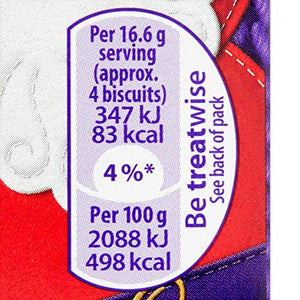 Per 16.6 g
serving
(approx.
4 biscuits)
347 kJ
83 kcal
4%*
Per 100 g
2088 kJ
498 kcal
Be treatwise
See back of pack